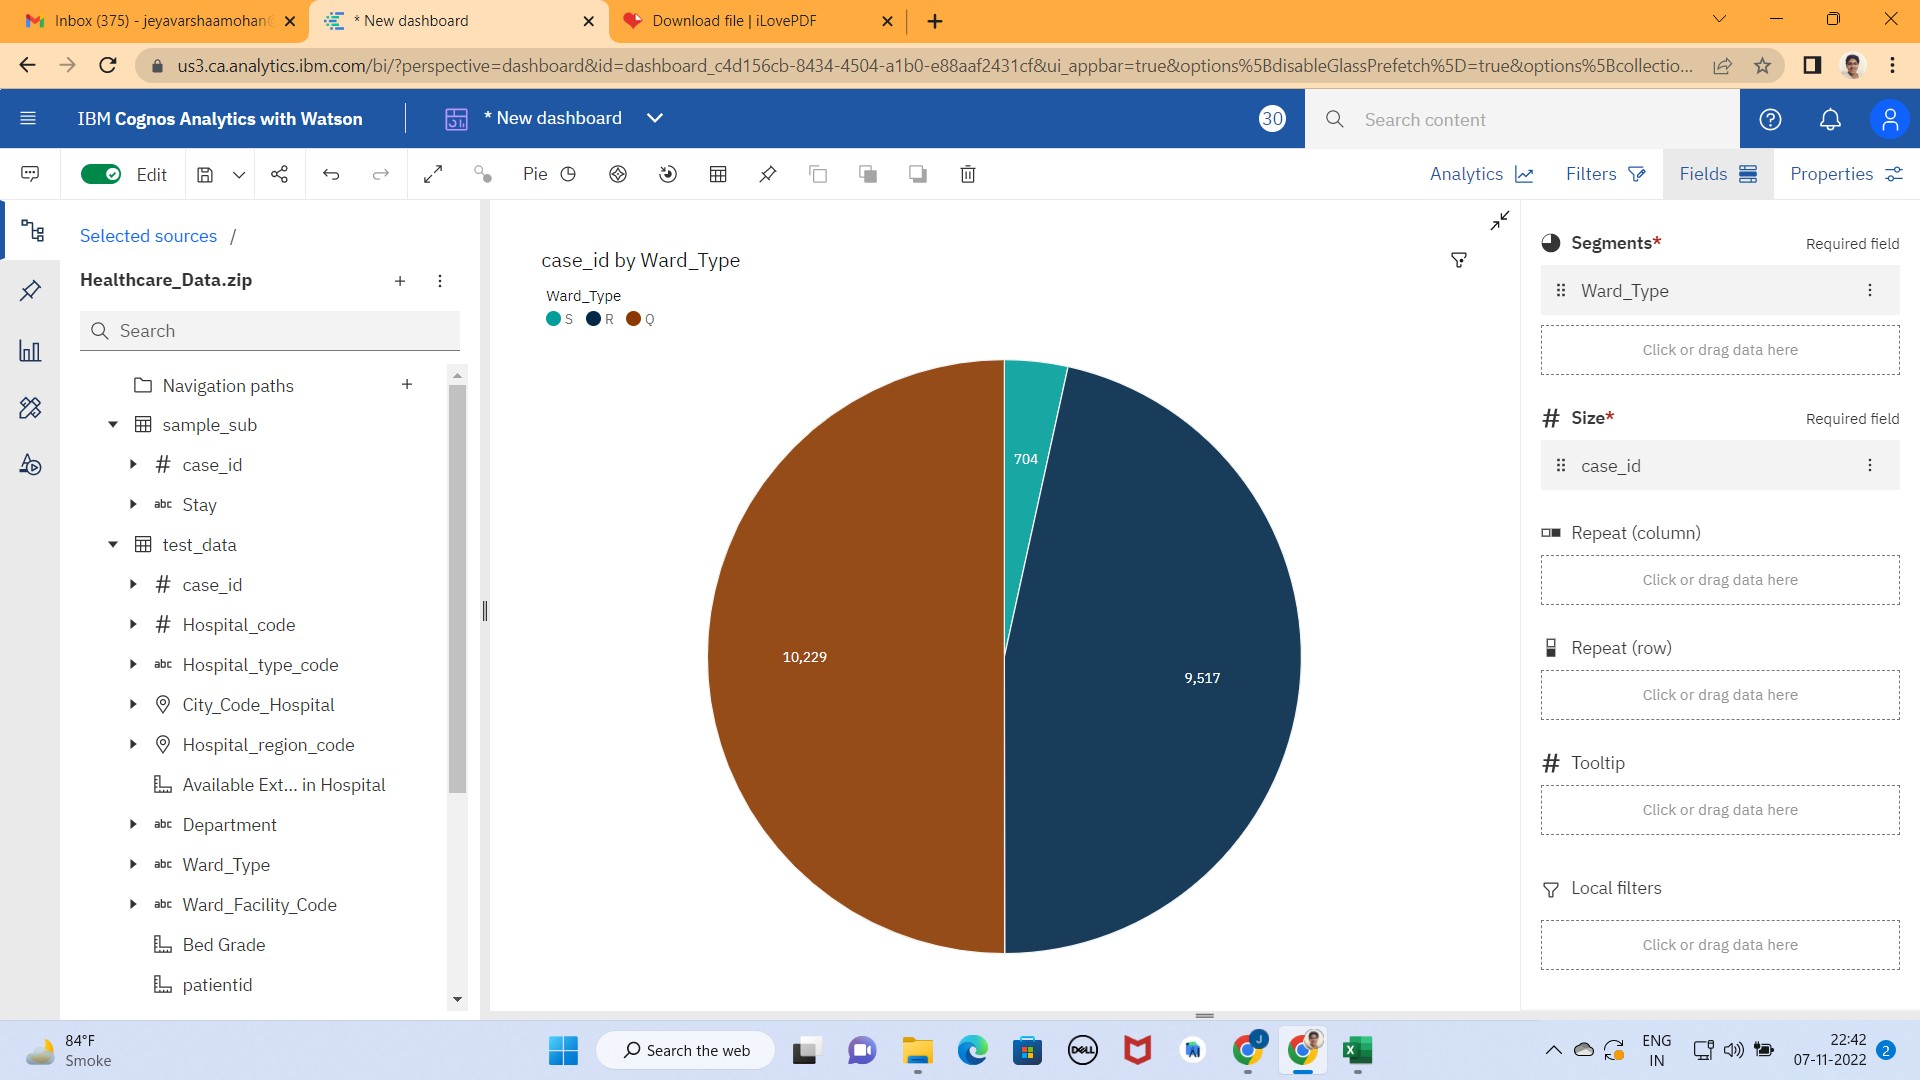 Inbox (375) - jeyavarshaamohan
* New dashboard
Download file | iLovePDF
us3.ca.analytics.ibm.com/bi/?perspective=dashboard&id=dashboard_c4d156cb-8434-4504-a1b0-e88aaf2431cf&ui_appbar=true&options%5BdisableGlassPrefetch%5D=true&options%5Bcollectio...
IBM Cognos Analytics with Watson
* New dashboard
30
Search content
Edit
Pie
Analytics
Filters
Fields
Properties
Selected sources /
Healthcare_Data.zip
Search
Navigation paths
sample_sub
# case_id
abc Stay
test_data
# case_id
# Hospital_code
abc Hospital_type_code
City_Code_Hospital
Hospital_region_code
Available Ext... in Hospital
abc Department
abc Ward_Type
abc Ward_Facility_Code
Bed Grade
patientid
case_id by Ward_Type
Ward_Type
S R Q
704
10,229
9,517
Segments* Required field
Ward_Type
Click or drag data here
# Size* Required field
case_id
Repeat (column)
Click or drag data here
Repeat (row)
Click or drag data here
# Tooltip
Click or drag data here
Local filters
Click or drag data here
84°F
Smoke
Search the web
DELL
J
ENG
IN
22:42
07-11-2022
2